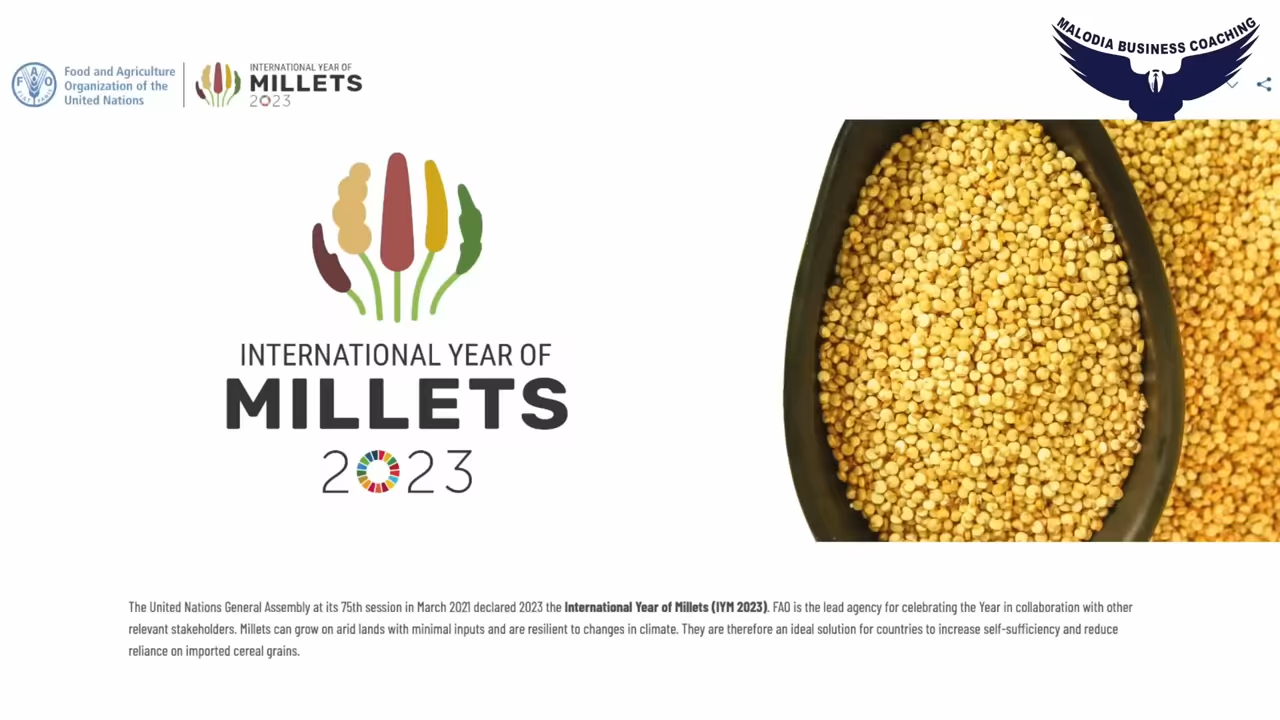 MALODIA BUSINESS COACHING
FAO
FIAT PANIS
Food and Agriculture
Organization of the
United Nations
INTERNATIONAL YEAR OF
MILLETS
2023
INTERNATIONAL YEAR OF
MILLETS
2023
The United Nations General Assembly at its 75th session in March 2021 declared 2023 the International Year of Millets (IYM 2023). FAO is the lead agency for celebrating the Year in collaboration with other
relevant stakeholders. Millets can grow on arid lands with minimal inputs and are resilient to changes in climate. They are therefore an ideal solution for countries to increase self-sufficiency and reduce
reliance on imported cereal grains.